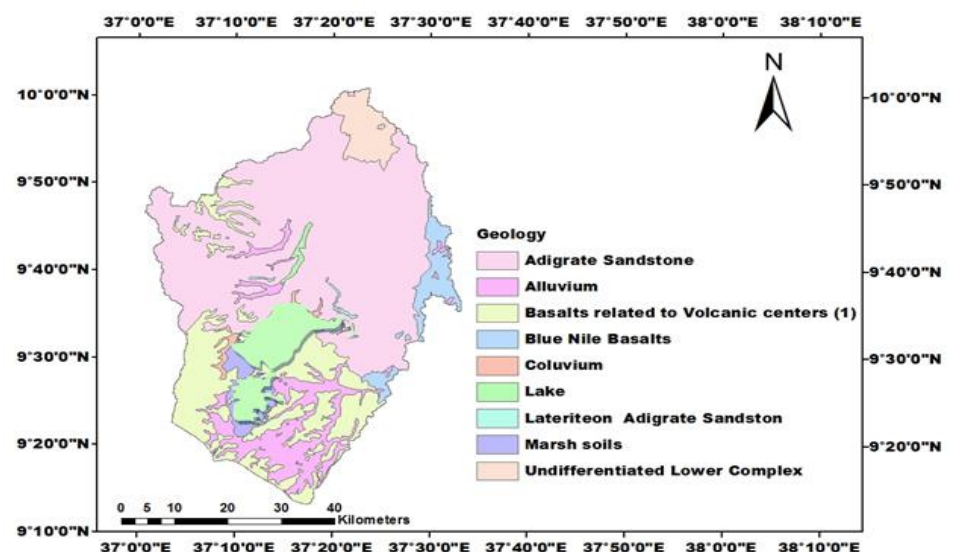 37°0'0"E 37°10'0"E 37°20'0"E 37°30'0"E 37°40'0"E 37°50'0"E 38°0'0"E 38°10'0"E
N
10°0'0"N 10°0'0"N
9°50'0"N 9°50'0"N
Geology
Adigrate Sandstone
9°40'0"N 9°40'0"N
Alluvium
Basalts related to Volcanic centers (1)
Blue Nile Basalts
9°30'0"N 9°30'0"N
Coluvium
Lake
Lateriteon Adigrate Sandston
9°20'0"N 9°20'0"N
Marsh soils
Undifferentiated Lower Complex
0 5 10 20 30 40
Kilometers
9°10'0"N
37°0'0"E 37°10'0"E 37°20'0"E 37°30'0"E 37°40'0"E 37°50'0"E 38°0'0"E 38°10'0"E